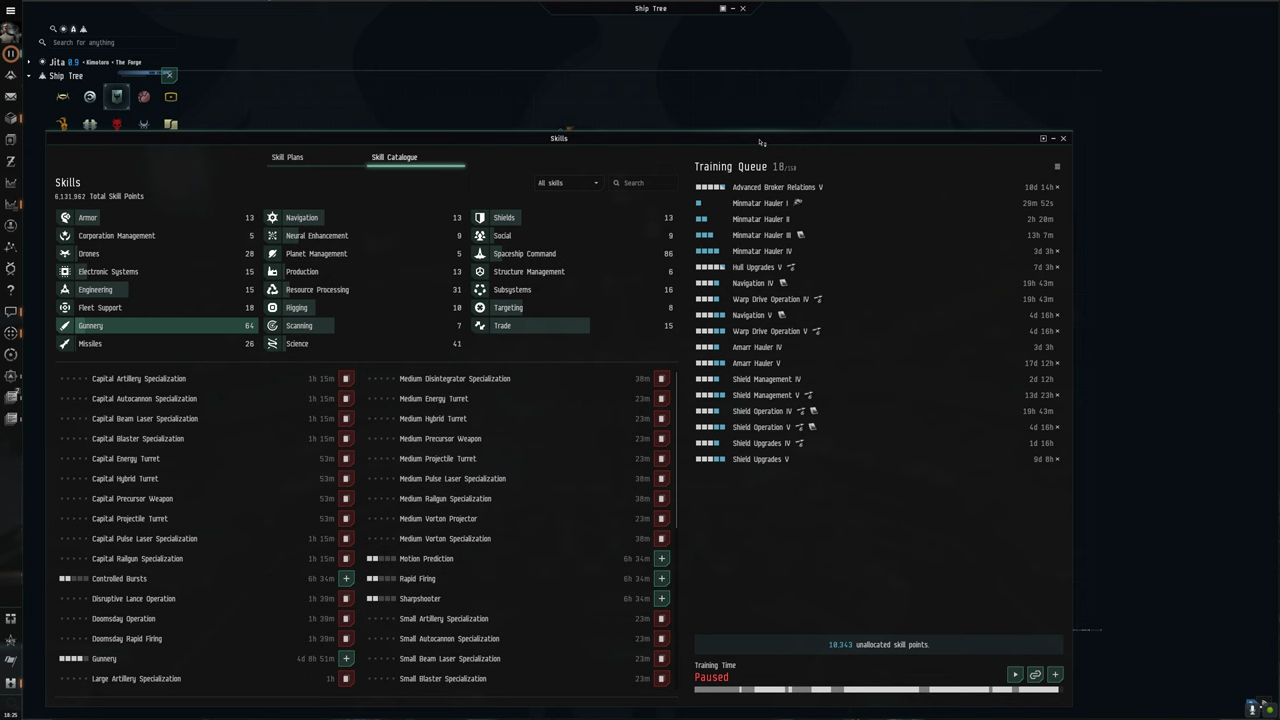 Ship Tree
Search for anything
Jita 0.9 ‹ Kimotoro ‹ The Forge
Ship Tree
Skills
Skill Plans
Skill Catalogue
Skills
6,131,962 Total Skill Points
All skills
Search
Armor 13
Navigation 13
Shields 13
Corporation Management 5
Neural Enhancement 9
Social 9
Drones 28
Planet Management 5
Spaceship Command 86
Electronic Systems 15
Production 13
Structure Management 6
Engineering 15
Resource Processing 31
Subsystems 16
Fleet Support 18
Rigging 10
Targeting 8
Gunnery 64
Scanning 7
Trade 15
Missiles 26
Science 41
Capital Artillery Specialization 1h 15m
Capital Autocannon Specialization 1h 15m
Capital Beam Laser Specialization 1h 15m
Capital Blaster Specialization 1h 15m
Capital Energy Turret 53m
Capital Hybrid Turret 53m
Capital Precursor Weapon 53m
Capital Projectile Turret 53m
Capital Pulse Laser Specialization 1h 15m
Capital Railgun Specialization 1h 15m
Controlled Bursts 6h 34m
Disruptive Lance Operation 1h 39m
Doomsday Operation 1h 39m
Doomsday Rapid Firing 1h 39m
Gunnery 4d 8h 51m
Large Artillery Specialization 1h
Medium Disintegrator Specialization 38m
Medium Energy Turret 23m
Medium Hybrid Turret 23m
Medium Precursor Weapon 23m
Medium Projectile Turret 23m
Medium Pulse Laser Specialization 38m
Medium Railgun Specialization 38m
Medium Vorton Projector 23m
Medium Vorton Specialization 38m
Motion Prediction 6h 34m
Rapid Firing 6h 34m
Sharpshooter 6h 34m
Small Artillery Specialization 23m
Small Autocannon Specialization 23m
Small Beam Laser Specialization 23m
Small Blaster Specialization 23m
Training Queue 18/150
Advanced Broker Relations V 10d 14h
Minmatar Hauler I 29m 52s
Minmatar Hauler II 2h 20m
Minmatar Hauler III 13h 7m
Minmatar Hauler IV 3d 3h
Hull Upgrades V 7d 3h
Navigation IV 19h 43m
Warp Drive Operation IV 19h 43m
Navigation V 4d 16h
Warp Drive Operation V 4d 16h
Amarr Hauler IV 3d 3h
Amarr Hauler V 17d 12h
Shield Management IV 2d 12h
Shield Management V 13d 23h
Shield Operation IV 19h 43m
Shield Operation V 4d 16h
Shield Upgrades IV 1d 16h
Shield Upgrades V 9d 8h
10,343 unallocated skill points.
Training Time
Paused
18:25